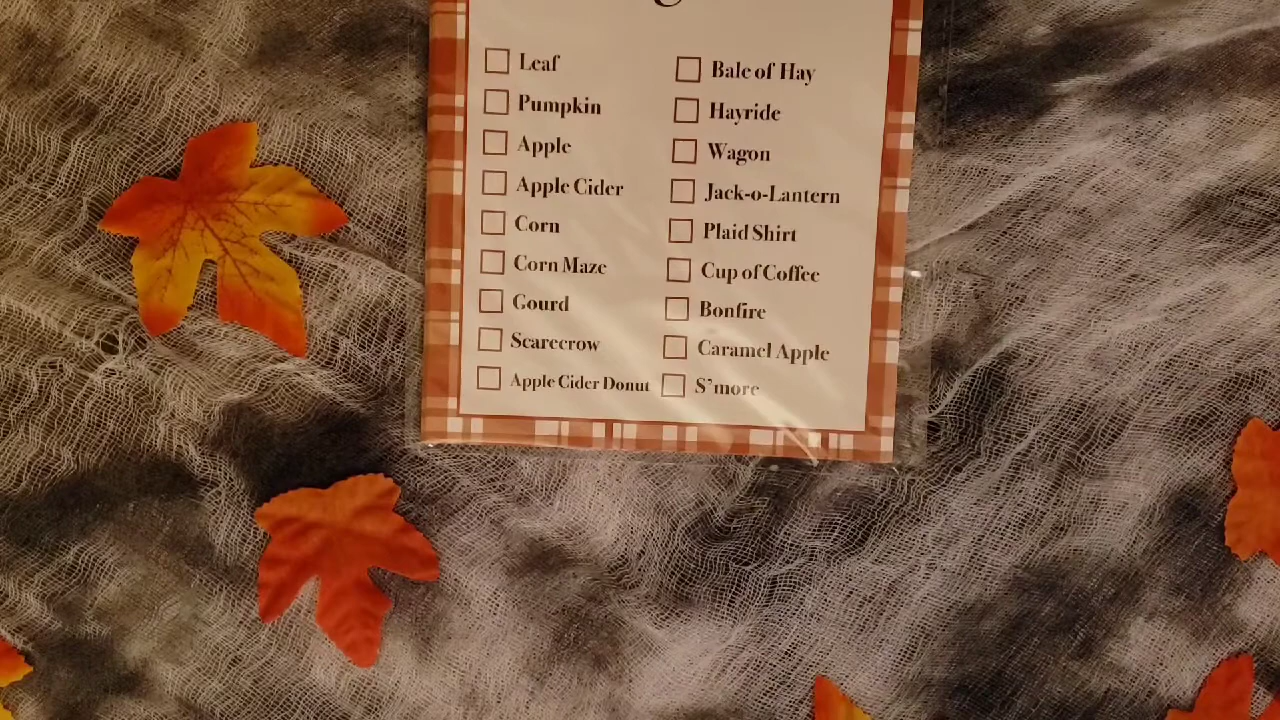 Leaf
Pumpkin
Apple
Apple Cider
Corn
Corn Maze
Gourd
Scarecrow
Apple Cider Donut
Bale of Hay
Hayride
Wagon
Jack-o-Lantern
Plaid Shirt
Cup of Coffee
Bonfire
Caramel Apple
S'more